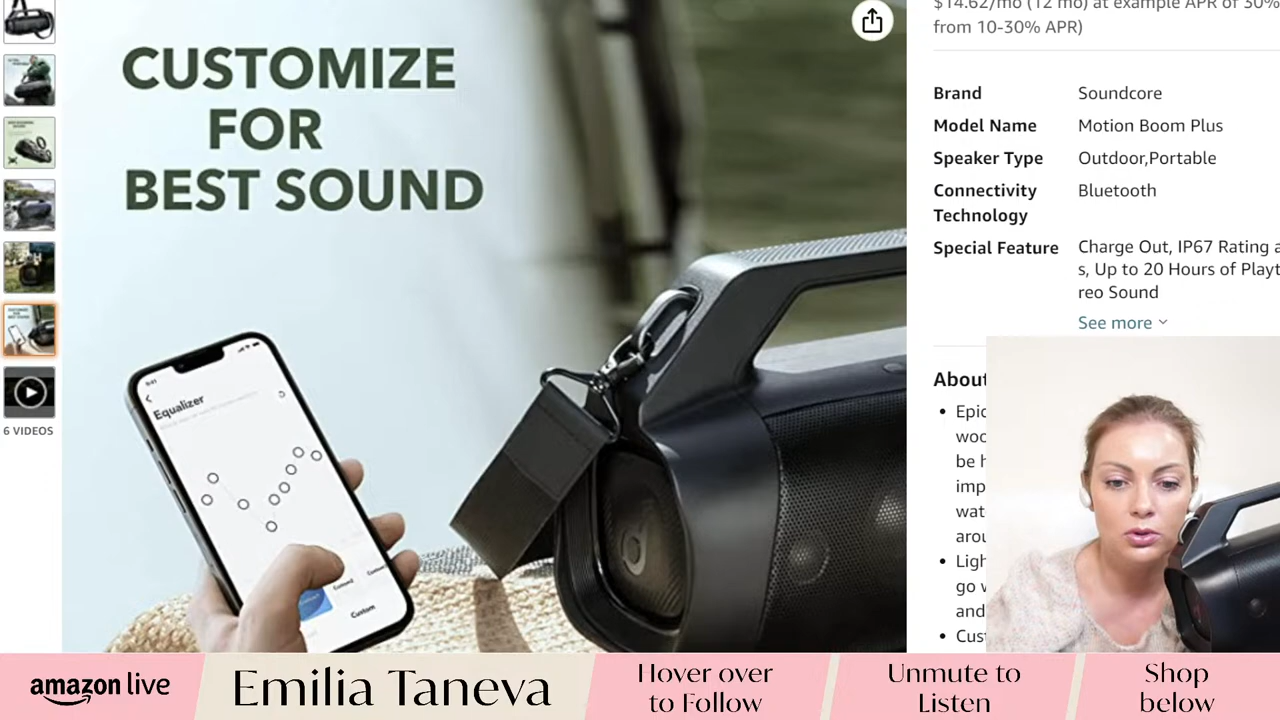 $14.62/mo (12 mo) at example APR of 30%
from 10-30% APR)
CUSTOMIZE
FOR
BEST SOUND
Equalizer
Custom
6 VIDEOS
Brand Soundcore
Model Name Motion Boom Plus
Speaker Type Outdoor,Portable
Connectivity Technology Bluetooth
Special Feature Charge Out, IP67 Rating a
s, Up to 20 Hours of Playt
reo Sound
See more
About
Epic
woo
be h
imp
wat
arou
Ligh
go w
and
Cust
amazon live
Emilia Taneva
Hover over
to Follow
Unmute to
Listen
Shop
below